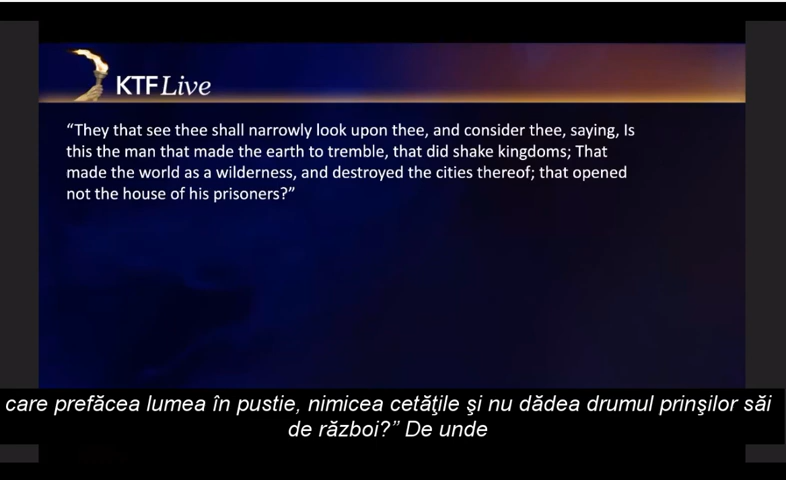 KTF Live
“They that see thee shall narrowly look upon thee, and consider thee, saying, Is
this the man that made the earth to tremble, that did shake kingdoms; That
made the world as a wilderness, and destroyed the cities thereof; that opened
not the house of his prisoners?”
care prefăcea lumea în pustie, nimicea cetăţile şi nu dădea drumul prinşilor săi
de război?” De unde